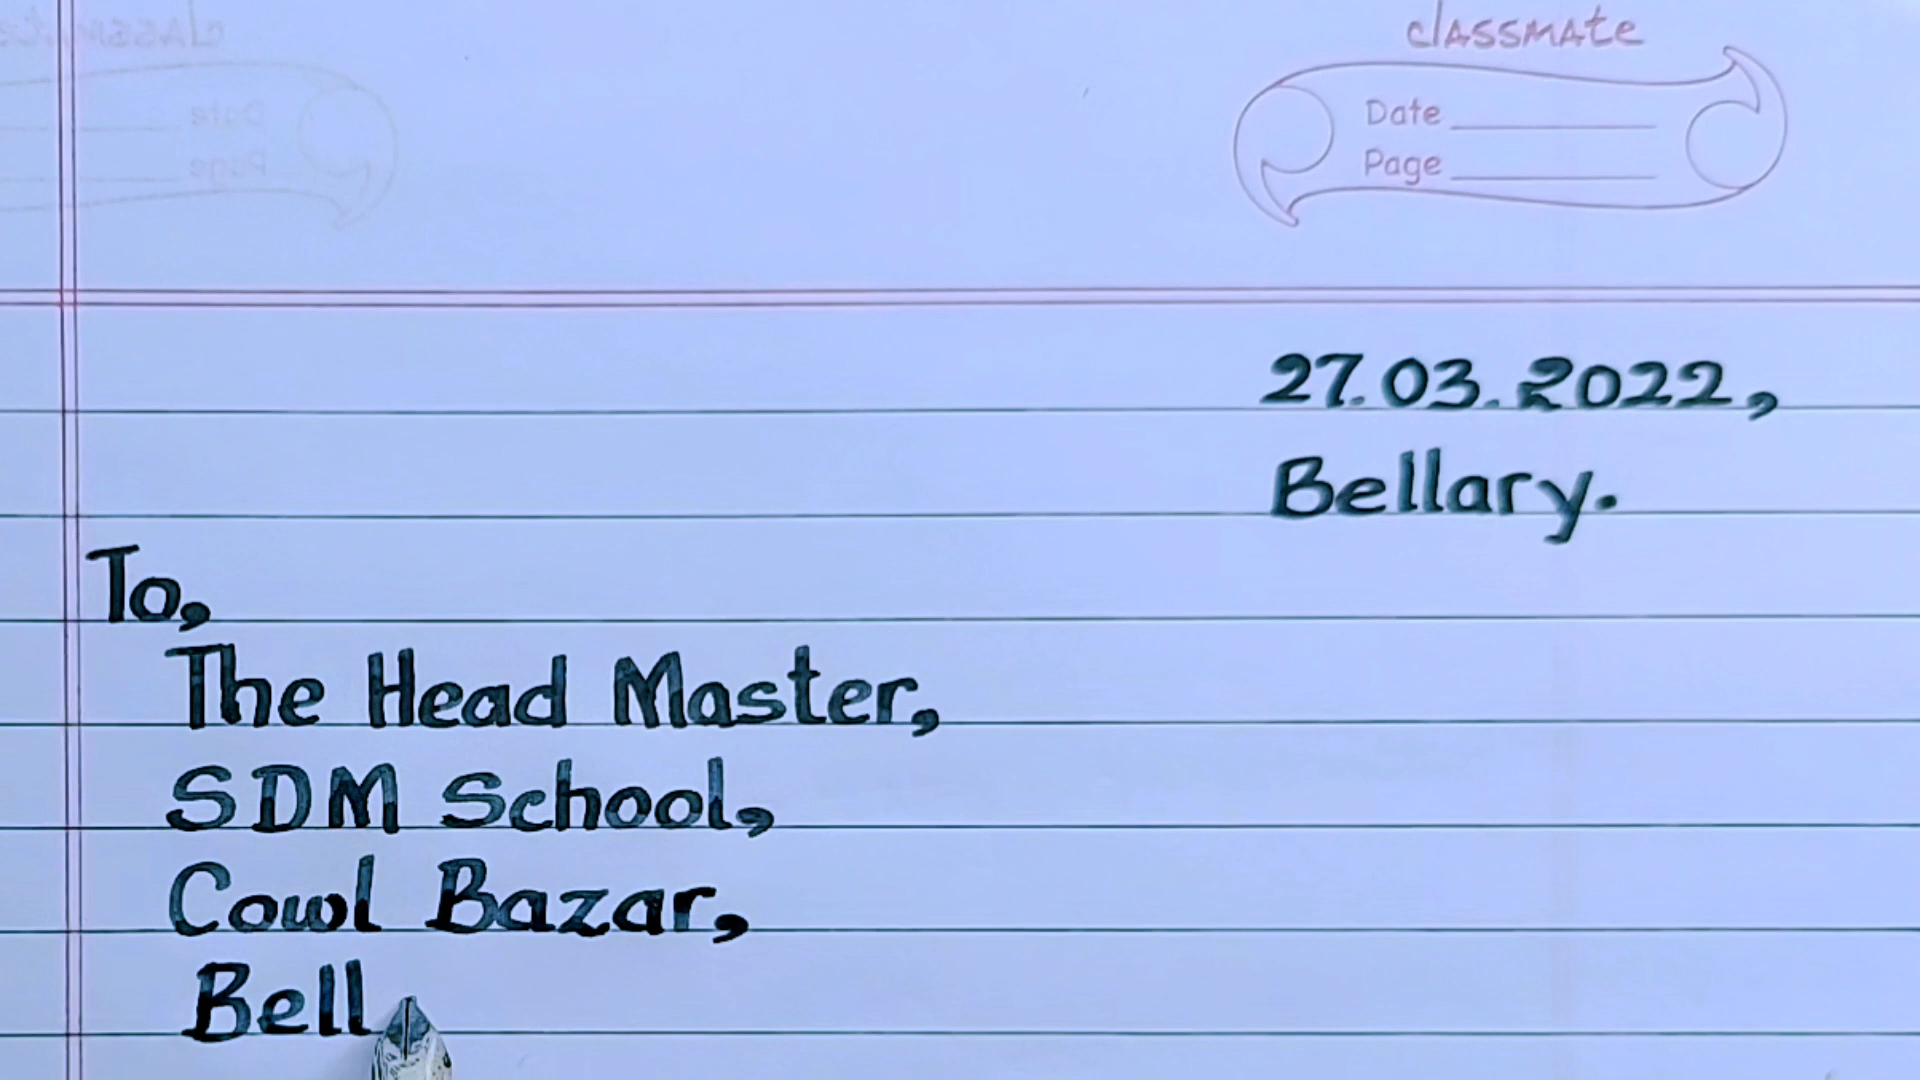 classmate
Date
Page
27.03.2022,
Bellary.
To,
The Head Master,
SDM School,
Cowl Bazar,
Bell